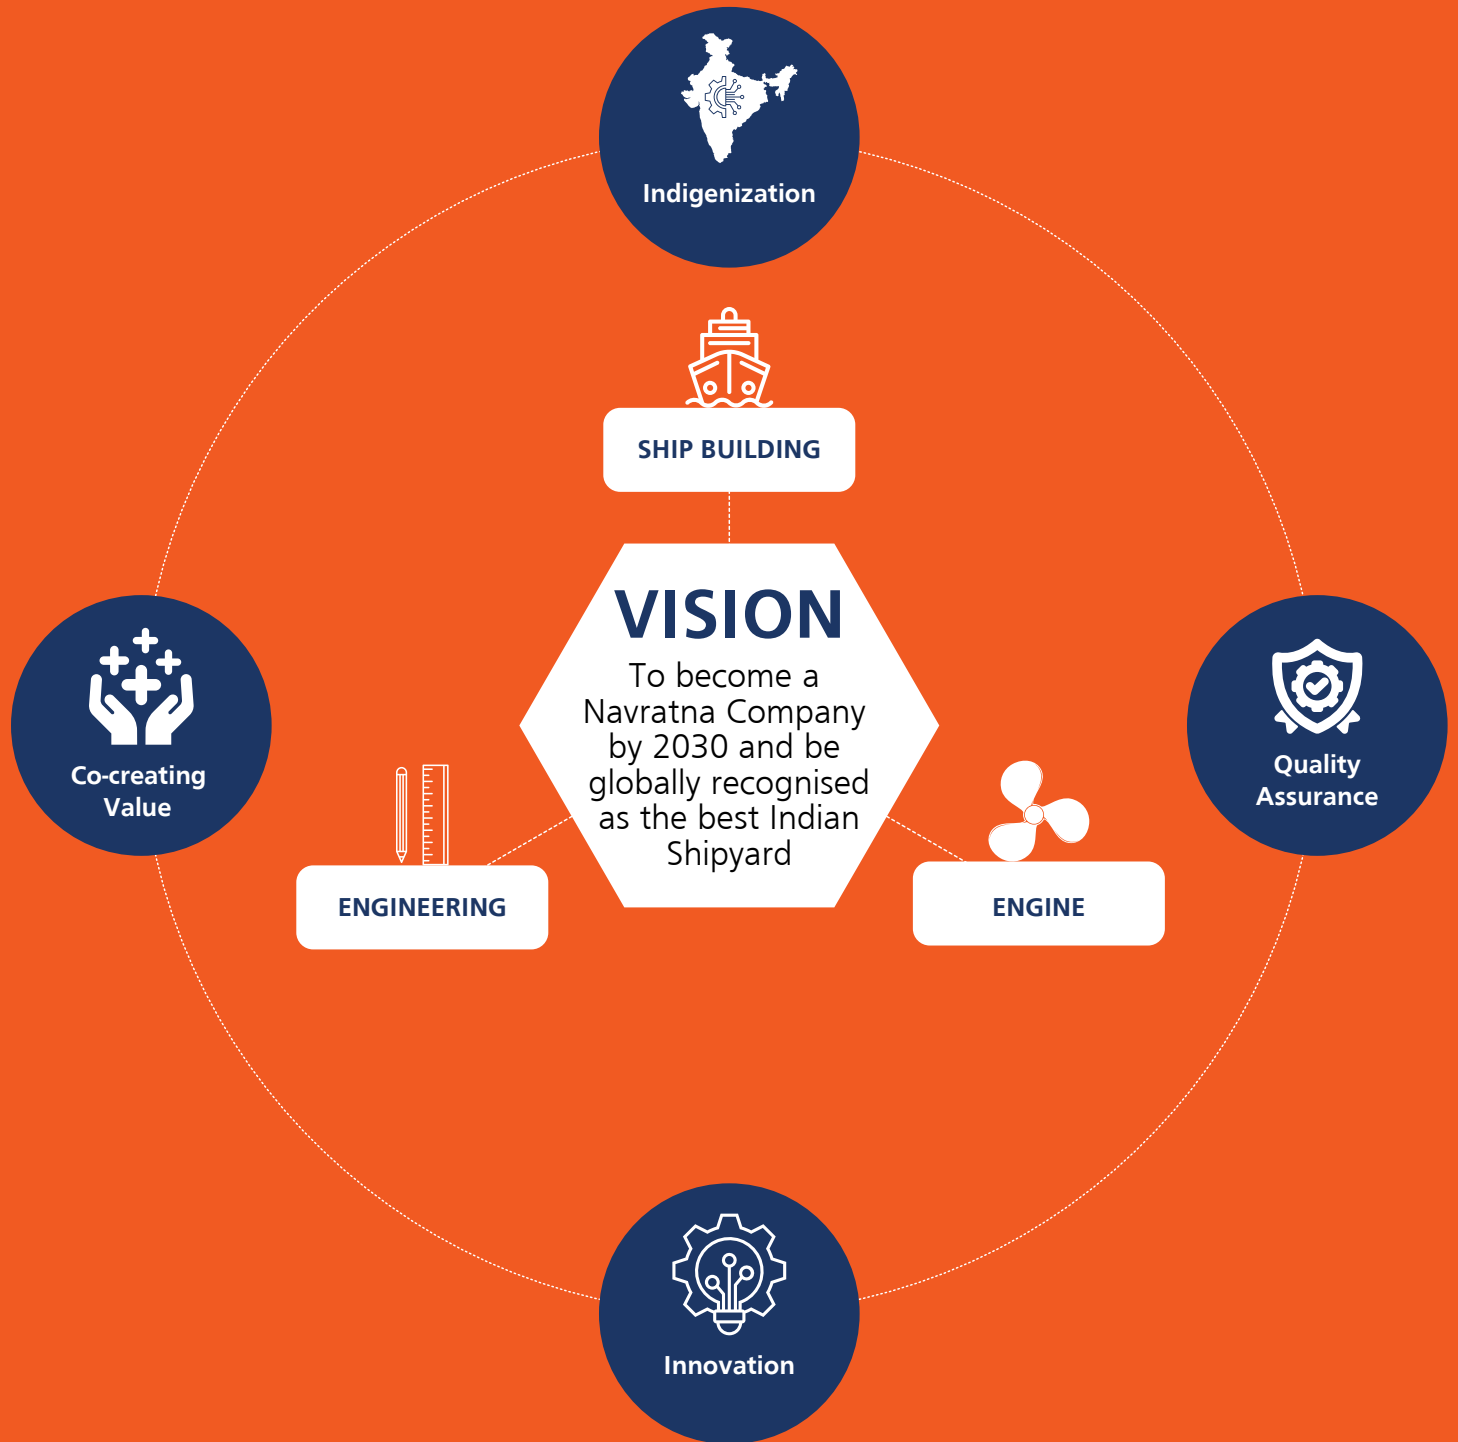 Indigenization
SHIP BUILDING
VISION
To become a
Navratna Company
by 2030 and be
globally recognised
as the best Indian
Shipyard
Co-creating
Value
Quality
Assurance
ENGINEERING
ENGINE
Innovation